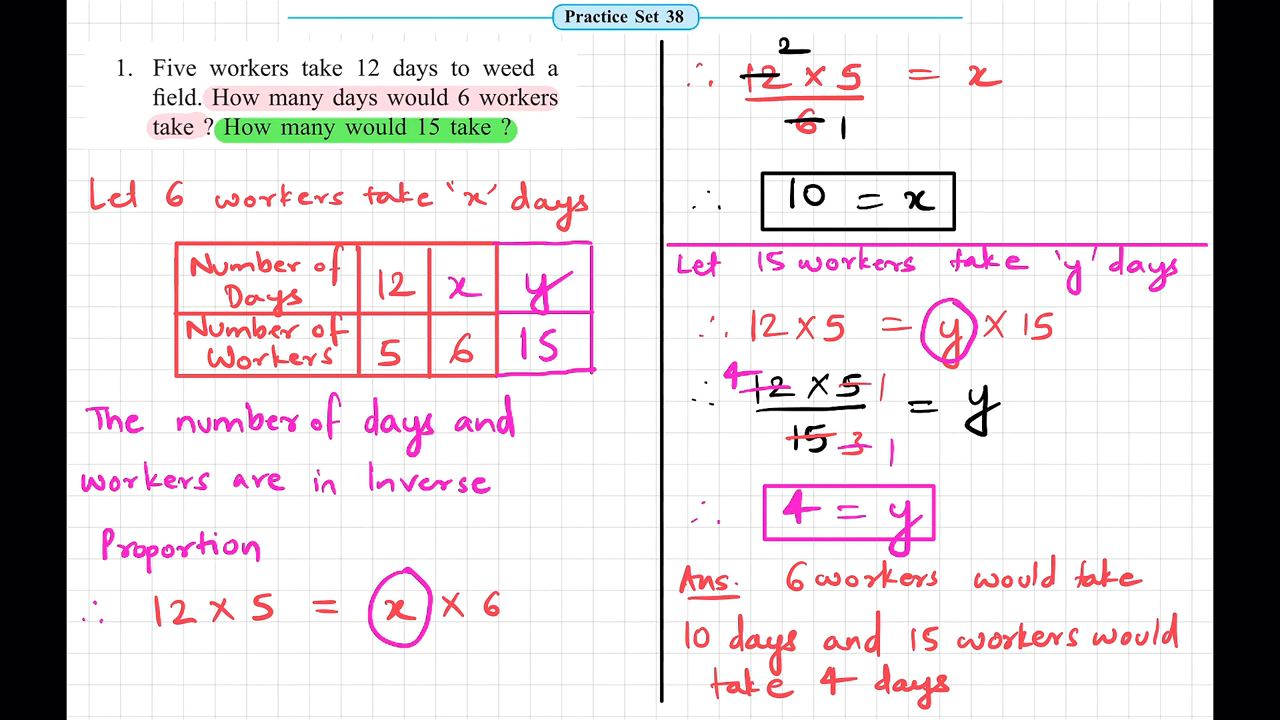 Practice Set 38
1. Five workers take 12 days to weed a
field. How many days would 6 workers
take ? How many would 15 take ?
Let 6 workers take 'x' days
Number of Days 12 x y
Number of Workers 5 6 15
The number of days and
workers are in Inverse
Proportion
∴ 12 × 5 = x × 6
2
∴ 12 × 5 = x
6 1
∴ 10 = x
Let 15 workers take 'y' days
∴ 12 × 5 = y × 15
4
∴ 12 × 5 1 = y
15 3 1
∴ 4 = y
Ans. 6 workers would take
10 days and 15 workers would
take 4 days